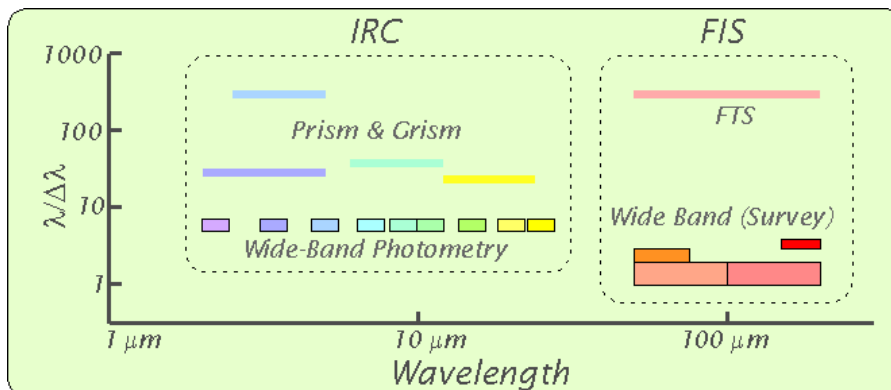 IRC FIS
1000
100
10
1
λ/Δλ
Prism & Grism
FTS
Wide Band (Survey)
Wide-Band Photometry
1 μm 10 μm 100 μm
Wavelength